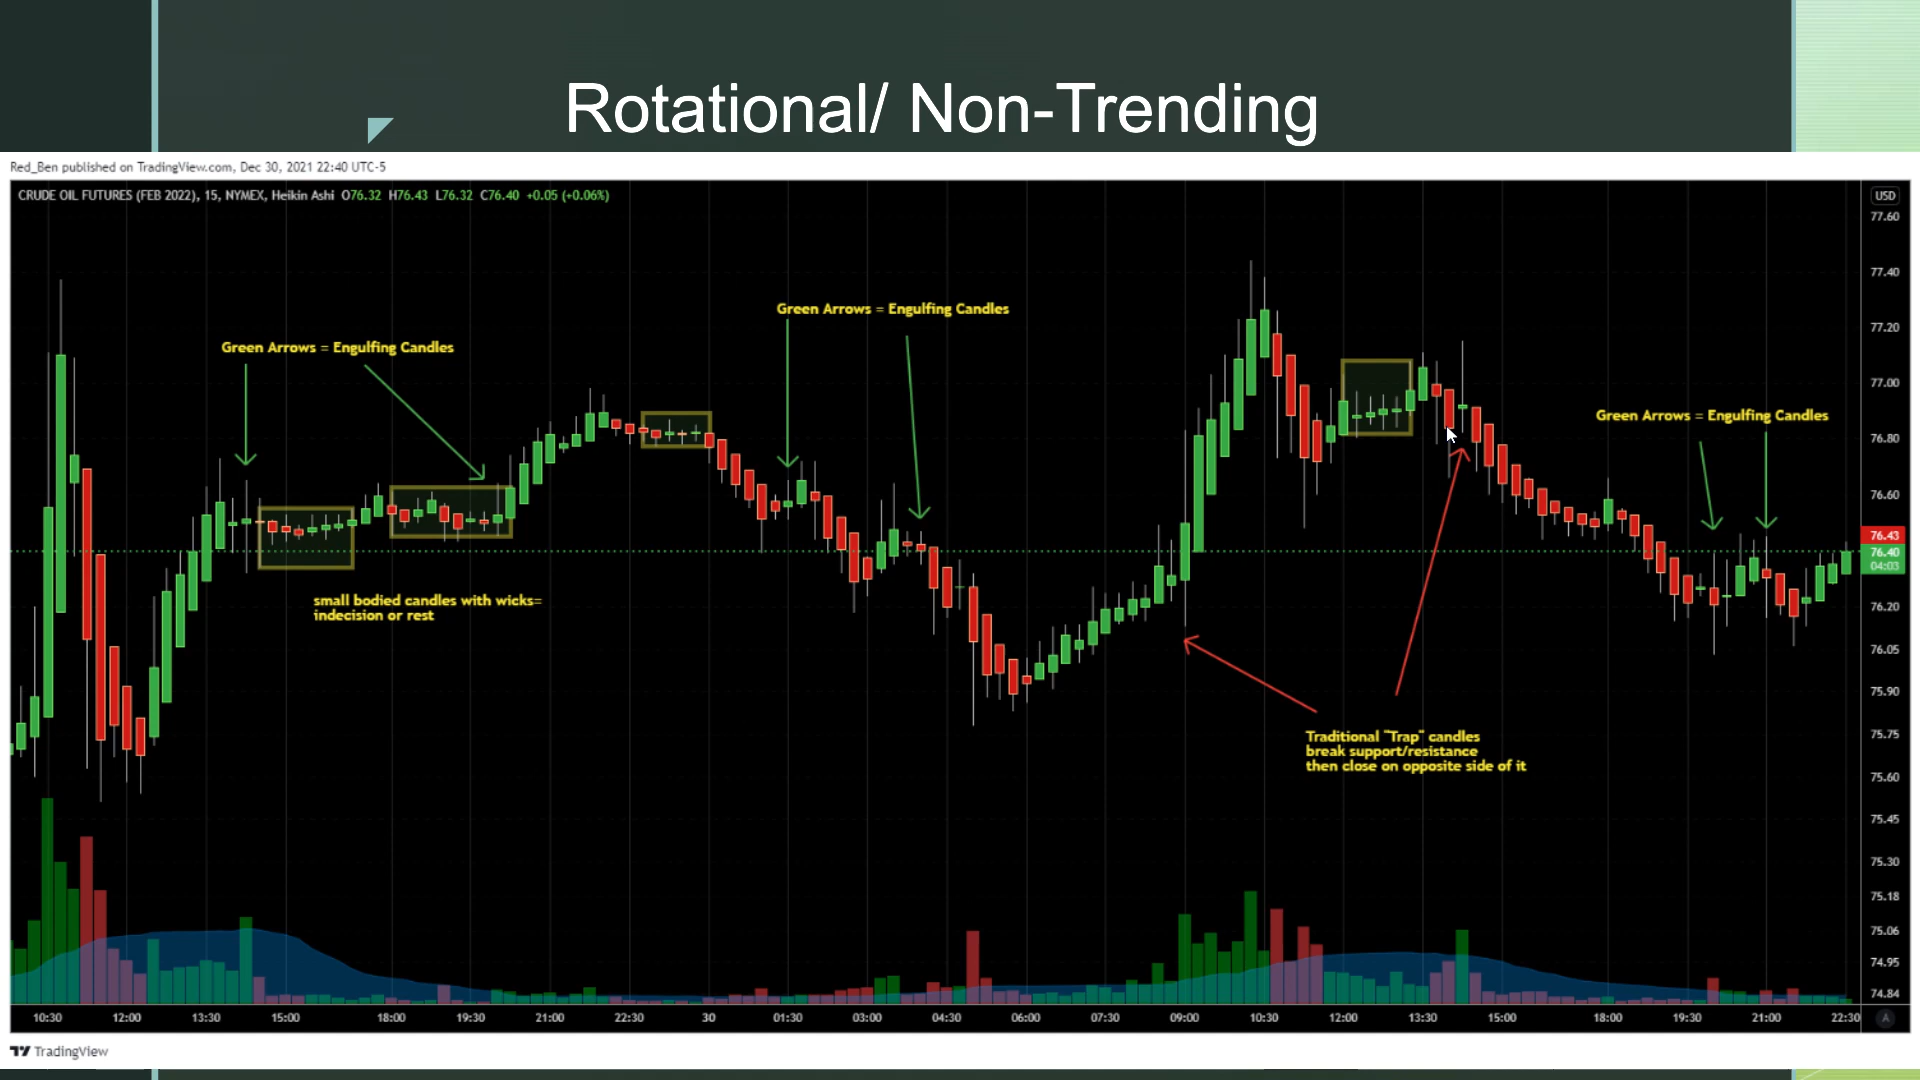 Rotational/ Non-Trending
Red_Ben published on TradingView.com, Dec 30, 2021 22:40 UTC-5
CRUDE OIL FUTURES (FEB 2022), 15, NYMEX, Heikin Ashi O76.32 H76.43 L76.32 C76.40 +0.05 (+0.06%)
USD
77.60
77.40
Green Arrows = Engulfing Candles
77.20
Green Arrows = Engulfing Candles
77.00
Green Arrows = Engulfing Candles
76.80
76.60
76.43
76.40
04:03
small bodied candles with wicks=
indecision or rest
76.20
76.05
75.90
75.75
Traditional "Trap" candles
break support/resistance
then close on opposite side of it
75.60
75.45
75.30
75.18
75.06
74.95
74.84
10:30 12:00 13:30 15:00 18:00 19:30 21:00 22:30 30 01:30 03:00 04:30 06:00 07:30 09:00 10:30 12:00 13:30 15:00 18:00 19:30 21:00 22:30 A
TradingView